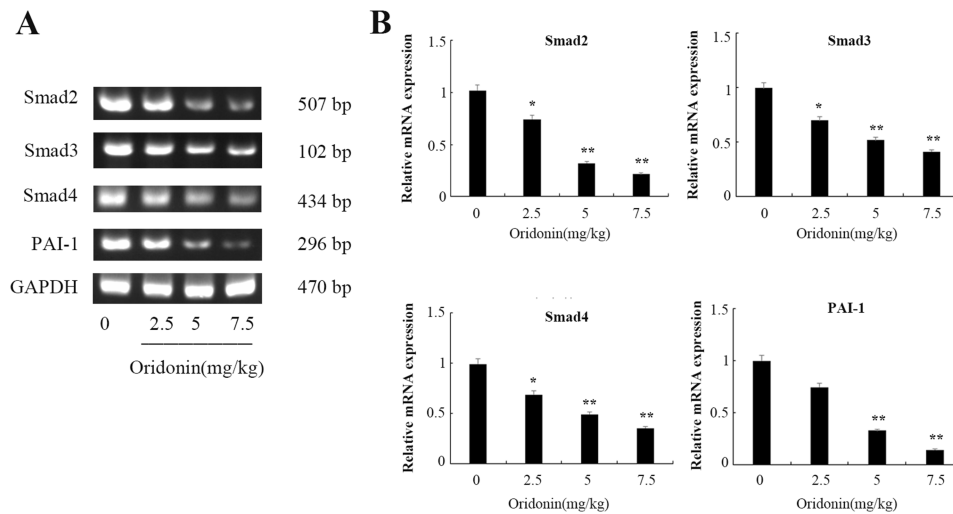 A
Smad2 507 bp
Smad3 102 bp
Smad4 434 bp
PAI-1 296 bp
GAPDH 470 bp
0 2.5 5 7.5
Oridonin(mg/kg)
B
Smad2
Relative mRNA expression
1.5
1
0.5
0
*
**
**
0 2.5 5 7.5
Oridonin(mg/kg)
Smad3
Relative mRNA expression
1.5
1
0.5
0
*
**
**
0 2.5 5 7.5
Oridonin(mg/kg)
Smad4
Relative mRNA expression
1.5
1
0.5
0
*
**
**
0 2.5 5 7.5
Oridonin(mg/kg)
PAI-1
Relative mRNA expression
1.5
1
0.5
0
**
**
0 2.5 5 7.5
Oridonin(mg/kg)